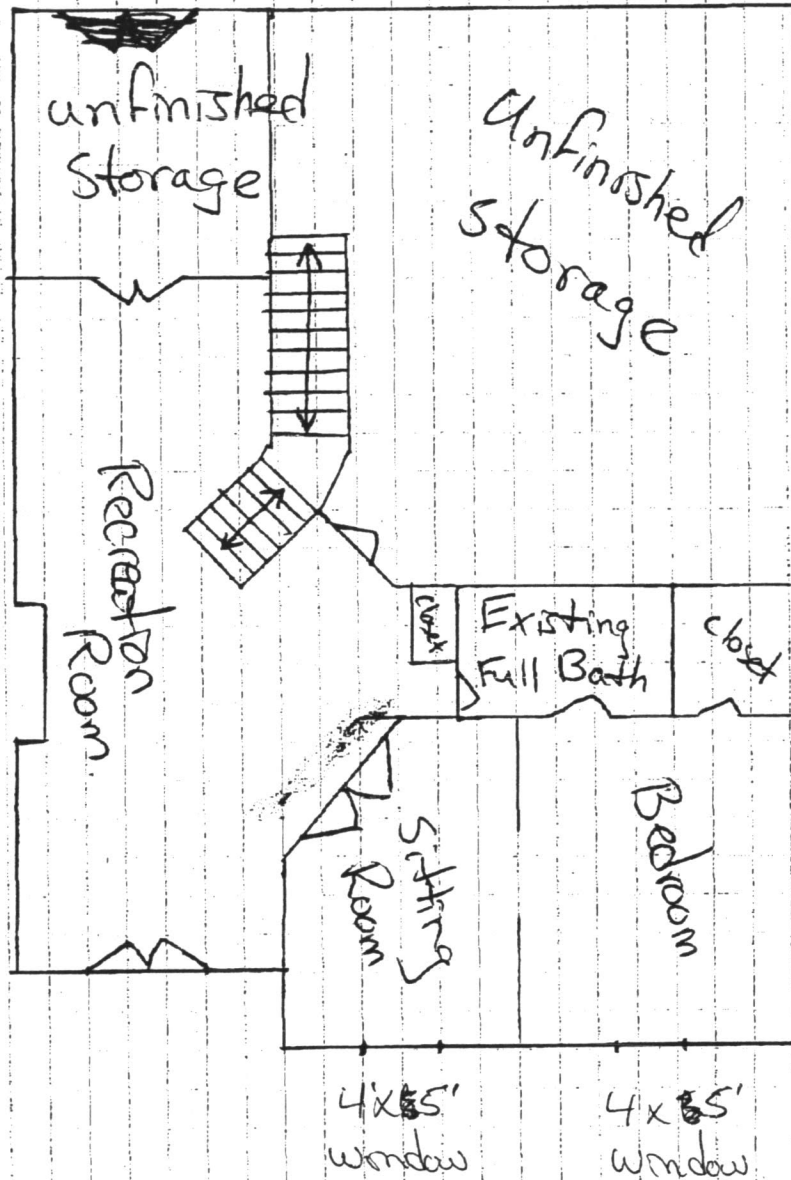 unfinished
Storage
Unfinished
Storage
Recreation
Room
closet
Existing
Full Bath
closet
Sitting
Room
Bedroom
4'x5'
window
4x5'
window